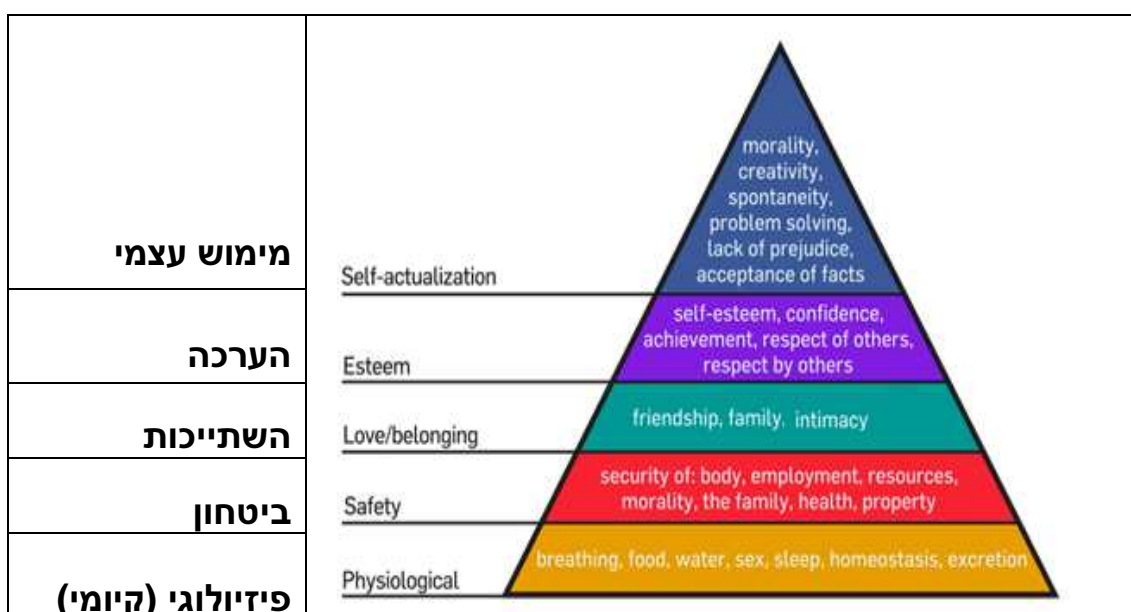 morality,
creativity,
spontaneity,
problem solving,
lack of prejudice,
acceptance of facts
מימוש עצמי
Self-actualization
self-esteem, confidence,
achievement, respect of others,
respect by others
הערכה
Esteem
friendship, family, intimacy
השתייכות
Love/belonging
security of: body, employment, resources,
morality, the family, health, property
ביטחון
Safety
breathing, food, water, sex, sleep, homeostasis, excretion
פיזיולוגי (קיומי)
Physiological